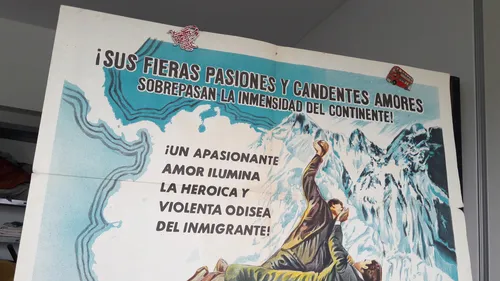 ¡SUS FIERAS PASIONES Y CANDENTES AMORES
SOBREPASAN LA INMENSIDAD DEL CONTINENTE!
¡UN APASIONANTE
AMOR ILUMINA
LA HEROICA Y
VIOLENTA ODISEA
DEL INMIGRANTE!